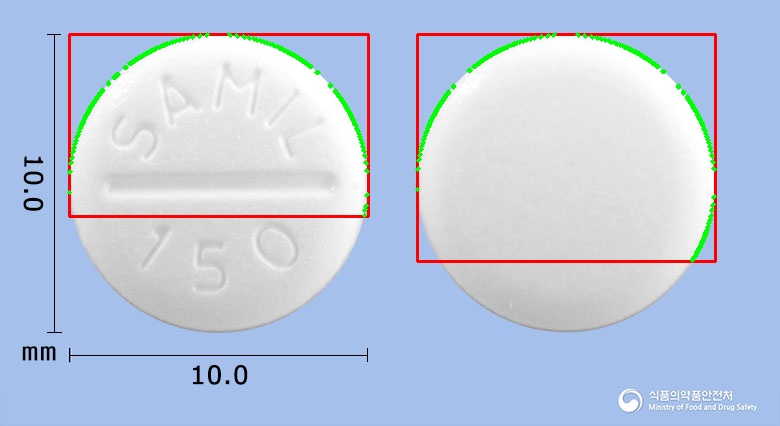 SAMIL
150
10.0
mm
10.0
식품의약품안전처
Ministry of Food and Drug Safety